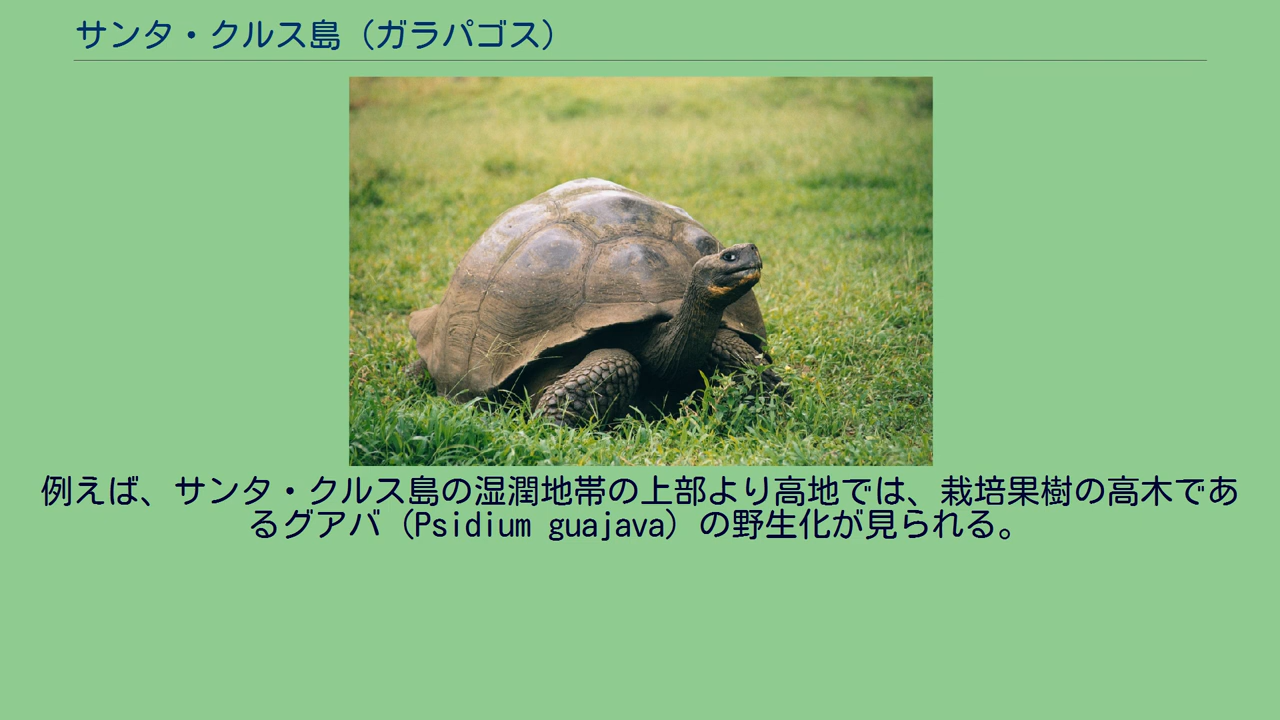 サンタ・クルス島（ガラパゴス）
例えば、サンタ・クルス島の湿潤地帯の上部より高地では、栽培果樹の高木であ
るグアバ（Psidium guajava）の野生化が見られる。